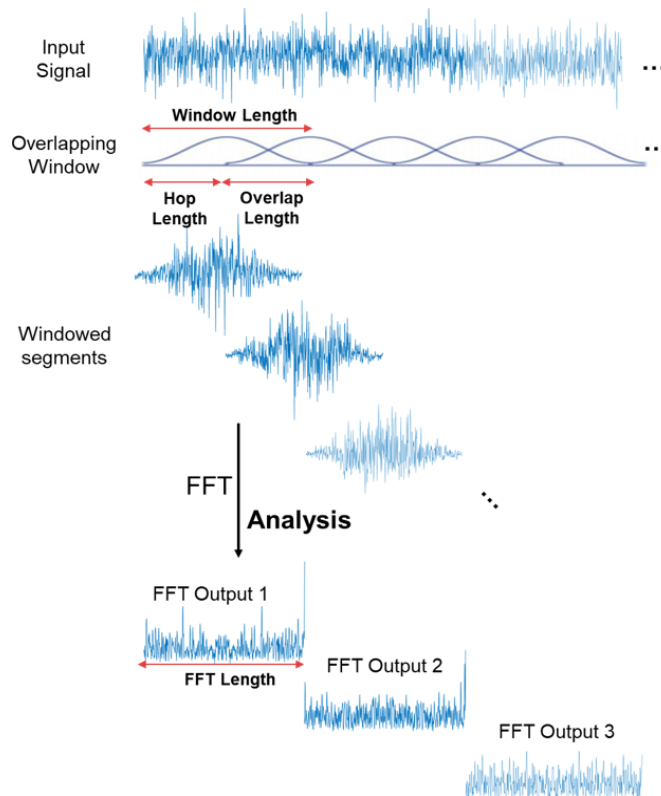 Input
Signal
...
Window Length
Overlapping
Window
...
Hop
Length
Overlap
Length
Windowed
segments
...
FFT
Analysis
FFT Output 1
FFT Length
FFT Output 2
FFT Output 3